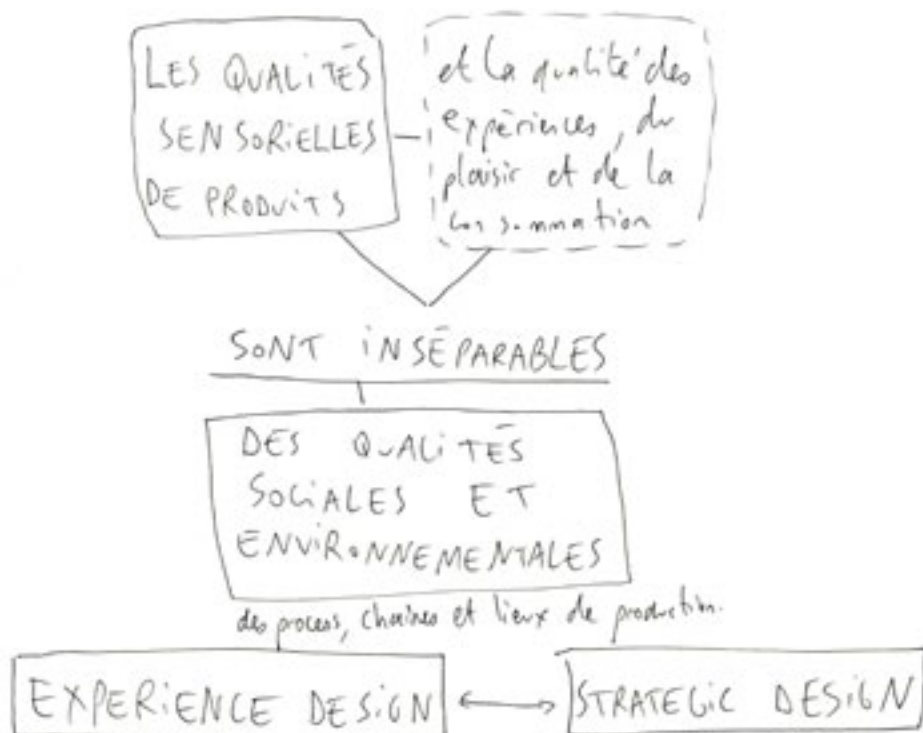 LES QUALITÉS
SENSORIELLES
DE PRODUITS
et la qualité des
expériences, du
plaisir et de la
consommation
SONT INSÉPARABLES
DES QUALITÉS
SOCIALES ET
ENVIRONNEMENTALES
des process, chaines et lieux de production.
EXPERIENCE DESIGN
STRATEGIC DESIGN